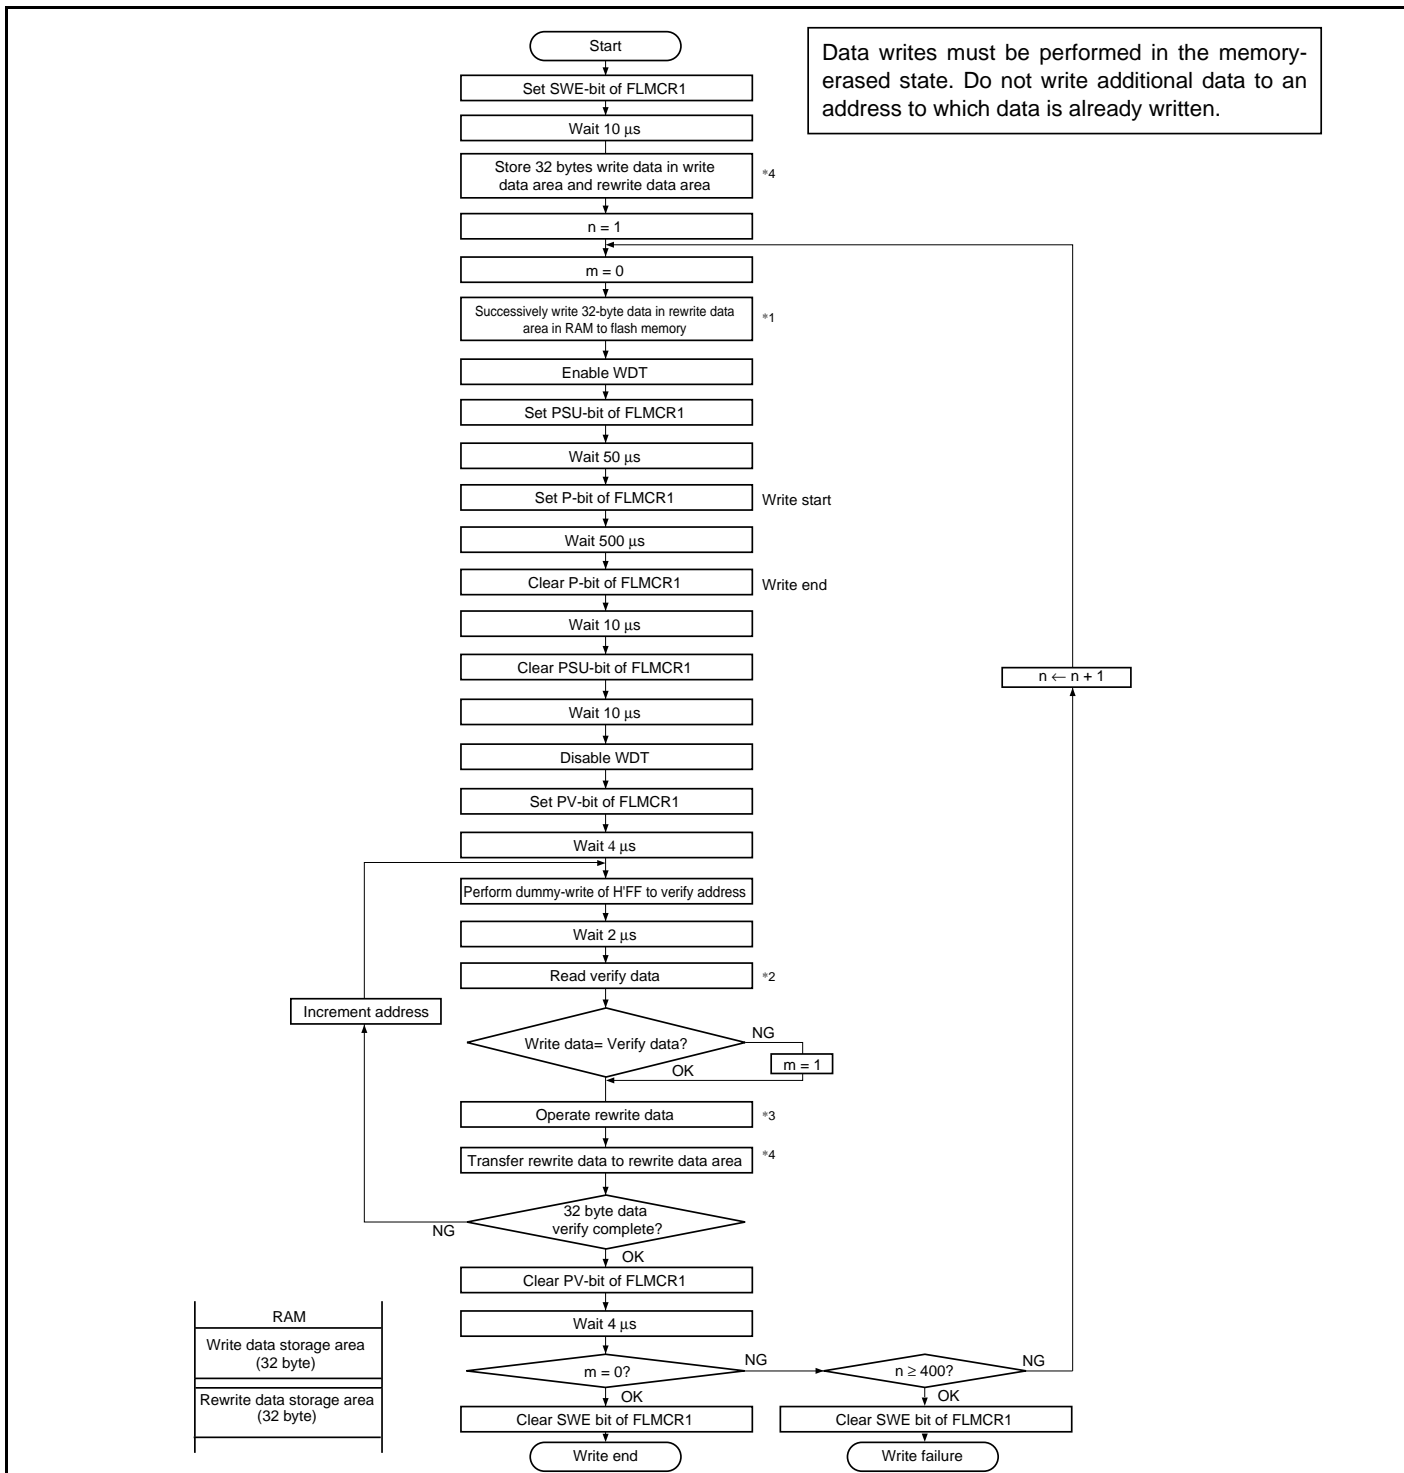 Start
Data writes must be performed in the memory-
erased state. Do not write additional data to an
address to which data is already written.
Set SWE-bit of FLMCR1
Wait 10 μs
Store 32 bytes write data in write
data area and rewrite data area
*4
n = 1
m = 0
Successively write 32-byte data in rewrite data
area in RAM to flash memory
*1
Enable WDT
Set PSU-bit of FLMCR1
Wait 50 μs
Set P-bit of FLMCR1
Write start
Wait 500 μs
Clear P-bit of FLMCR1
Write end
Wait 10 μs
Clear PSU-bit of FLMCR1
n ← n + 1
Wait 10 μs
Disable WDT
Set PV-bit of FLMCR1
Wait 4 μs
Perform dummy-write of H'FF to verify address
Wait 2 μs
Read verify data
*2
Increment address
Write data= Verify data?
NG
m = 1
OK
Operate rewrite data
*3
Transfer rewrite data to rewrite data area
*4
32 byte data
verify complete?
NG
OK
Clear PV-bit of FLMCR1
Wait 4 μs
RAM
Write data storage area
(32 byte)
Rewrite data storage area
(32 byte)
m = 0?
NG
n ≥ 400?
NG
OK
OK
Clear SWE bit of FLMCR1
Clear SWE bit of FLMCR1
Write end
Write failure